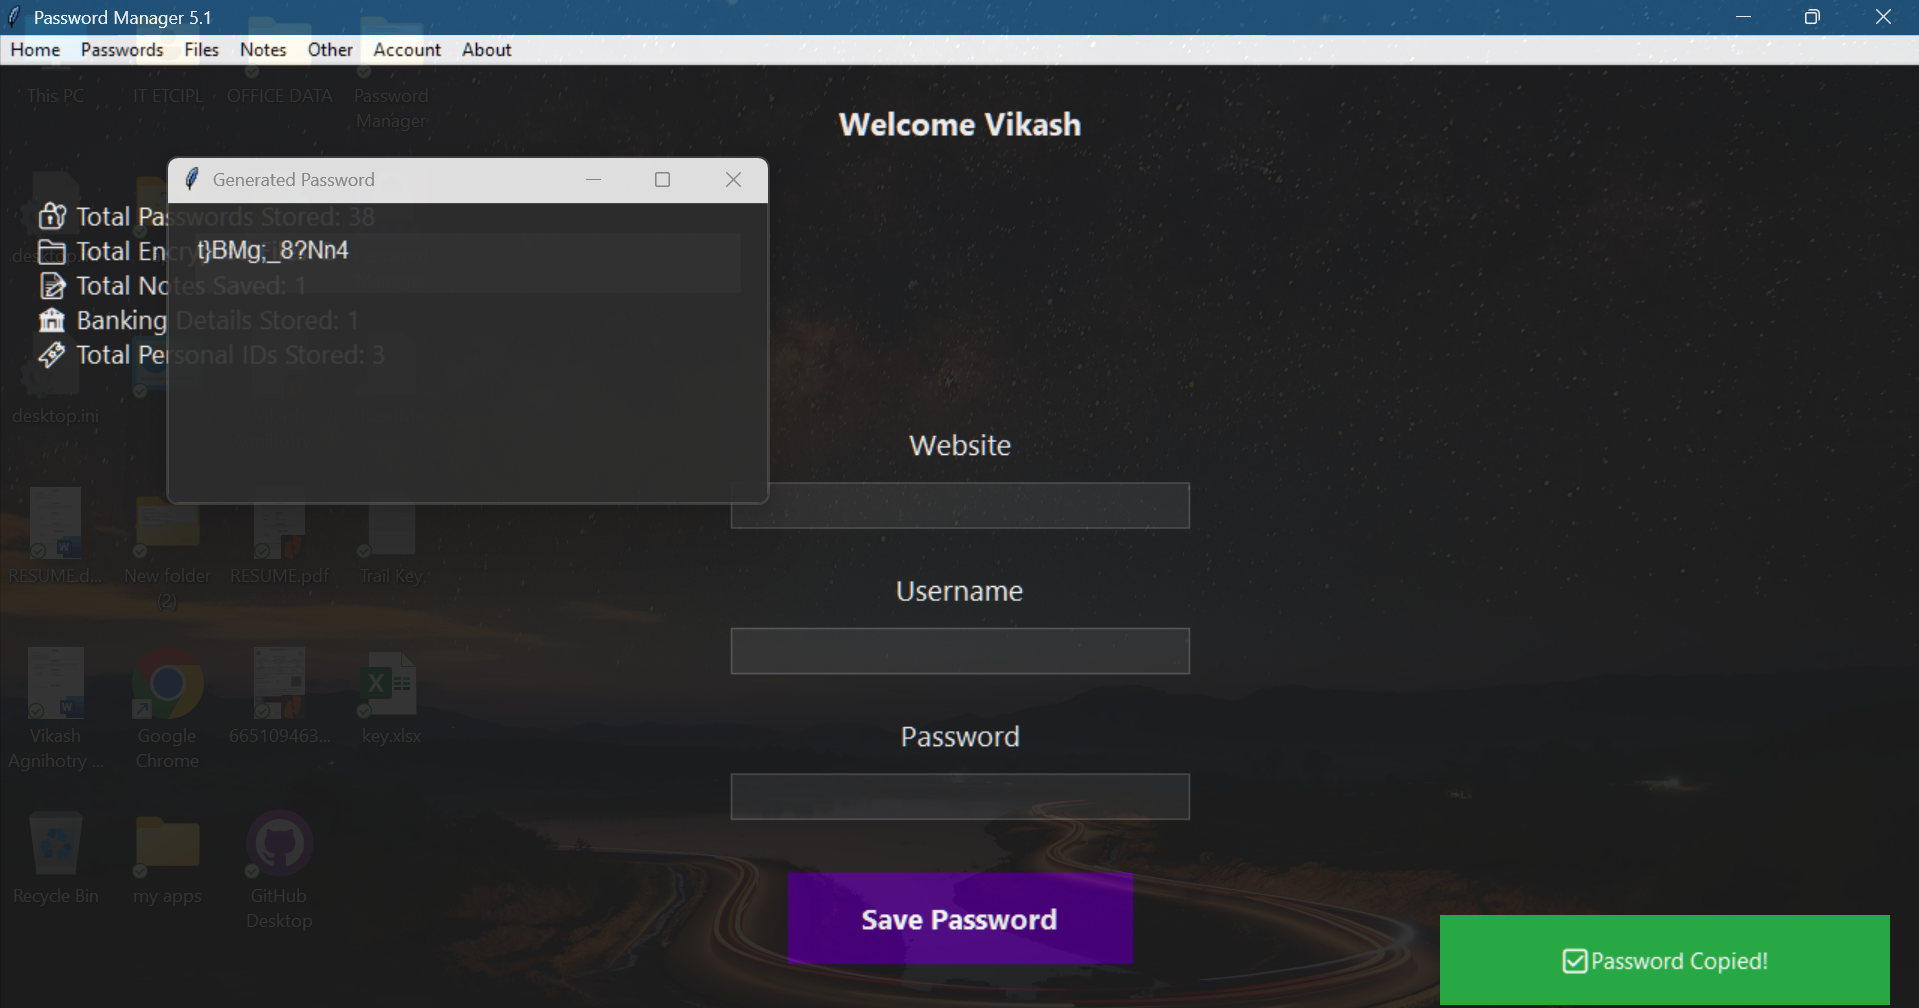 Password Manager 5.1
Home Passwords Files Notes Other Account About
This PC
IT ETCIPL
OFFICE DATA
Password
Manager
Welcome Vikash
Generated Password
Total Passwords Stored: 38
t}BMg;_8?Nn4
Total Notes Saved: 1
Banking Details Stored: 1
Total Personal IDs Stored: 3
desktop.ini
Website
RESUME.d...
New folder
(2)
RESUME.pdf
Trail Key
Username
Vikash
Agnihotry ...
Google
Chrome
665109463...
key.xlsx
Password
Recycle Bin
my apps
GitHub
Desktop
Save Password
Password Copied!